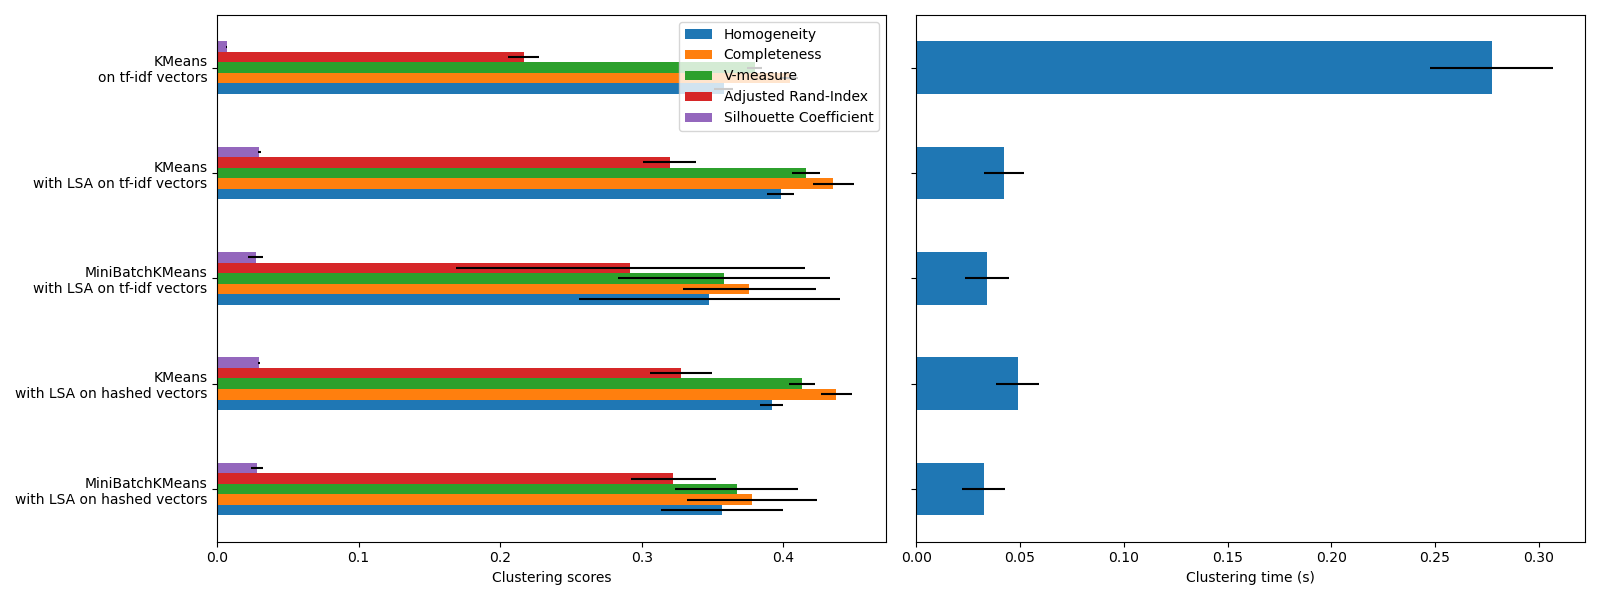 KMeans
on tf-idf vectors
KMeans
with LSA on tf-idf vectors
MiniBatchKMeans
with LSA on tf-idf vectors
KMeans
with LSA on hashed vectors
MiniBatchKMeans
with LSA on hashed vectors
Homogeneity
Completeness
V-measure
Adjusted Rand-Index
Silhouette Coefficient
0.0 0.1 0.2 0.3 0.4
Clustering scores
0.00 0.05 0.10 0.15 0.20 0.25 0.30
Clustering time (s)